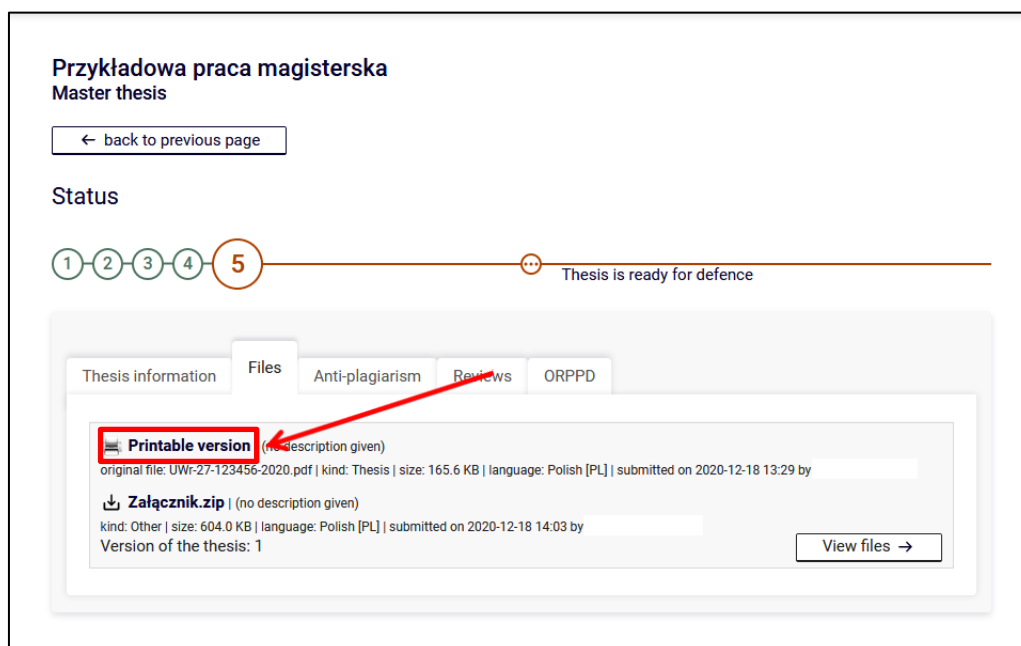 Przykładowa praca magisterska
Master thesis
← back to previous page
Status
1 2 3 4 5
Thesis is ready for defence
Thesis information Files Anti-plagiarism Reviews ORPPD
Printable version | (no description given)
original file: UWr-27-123456-2020.pdf | kind: Thesis | size: 165.6 KB | language: Polish [PL] | submitted on 2020-12-18 13:29 by
Załącznik.zip | (no description given)
kind: Other | size: 604.0 KB | language: Polish [PL] | submitted on 2020-12-18 14:03 by
Version of the thesis: 1
View files →